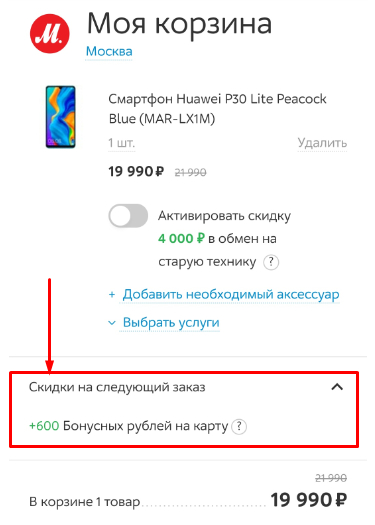 М.
Моя корзина
Москва
Смартфон Huawei P30 Lite Peacock
Blue (MAR-LX1M)
1 шт. Удалить
19 990 ₽ 21 990
Активировать скидку
4 000 ₽ в обмен на
старую технику ?
+ Добавить необходимый аксессуар
Выбрать услуги
Скидки на следующий заказ
+600 Бонусных рублей на карту ?
21 990
В корзине 1 товар 19 990 ₽